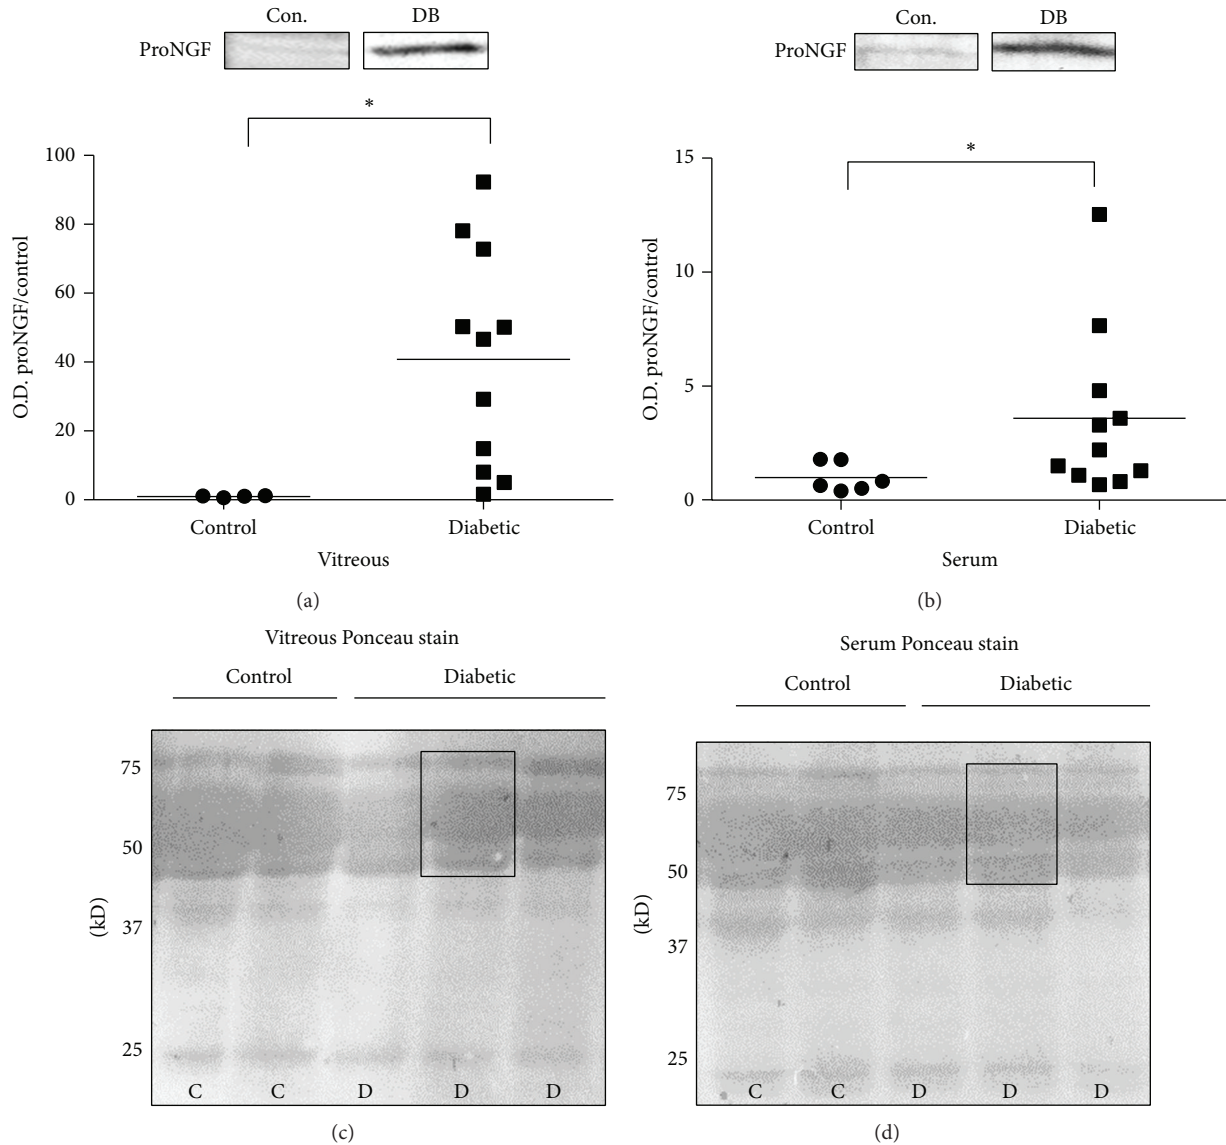 Con. DB
ProNGF
*
100
80
60
40
20
0
O.D. proNGF/control
Control Diabetic
Vitreous
(a)
Con. DB
ProNGF
*
15
10
5
0
O.D. proNGF/control
Control Diabetic
Serum
(b)
Vitreous Ponceau stain
Control Diabetic
75
50
37
25
(kD)
C C D D D
(c)
Serum Ponceau stain
Control Diabetic
75
50
37
25
(kD)
C C D D D
(d)